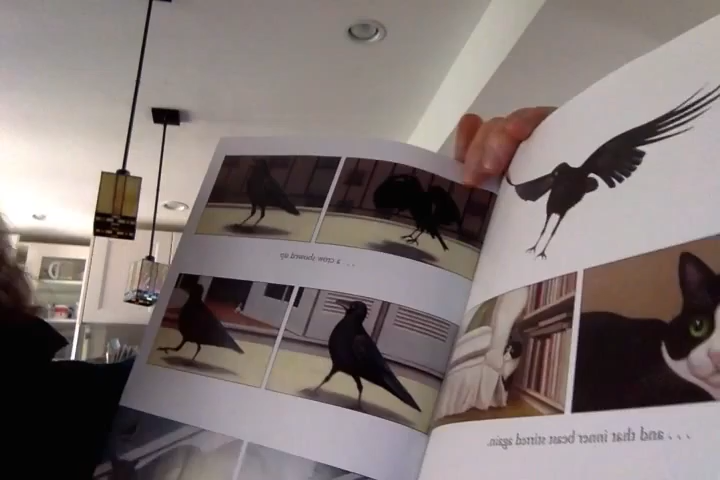 ... a crow showed up
... and that inner beast stirred again.